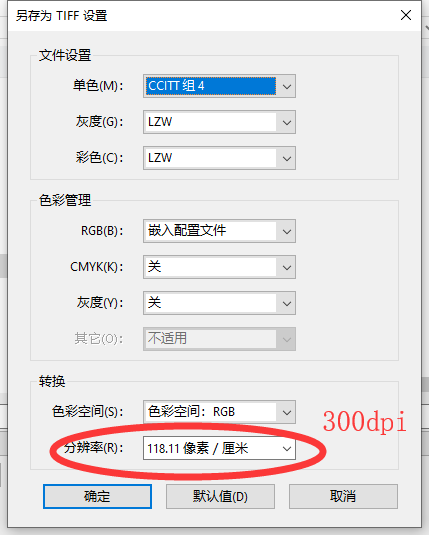 另存为 TIFF 设置
文件设置
单色(M)： CCITT 组 4
灰度(G)： LZW
彩色(C)： LZW
色彩管理
RGB(B)： 嵌入配置文件
CMYK(K)： 关
灰度(Y)： 关
其它(O)： 不适用
转换
色彩空间(S)： 色彩空间：RGB
300dpi
分辨率(R)： 118.11 像素 / 厘米
确定 默认值(D) 取消